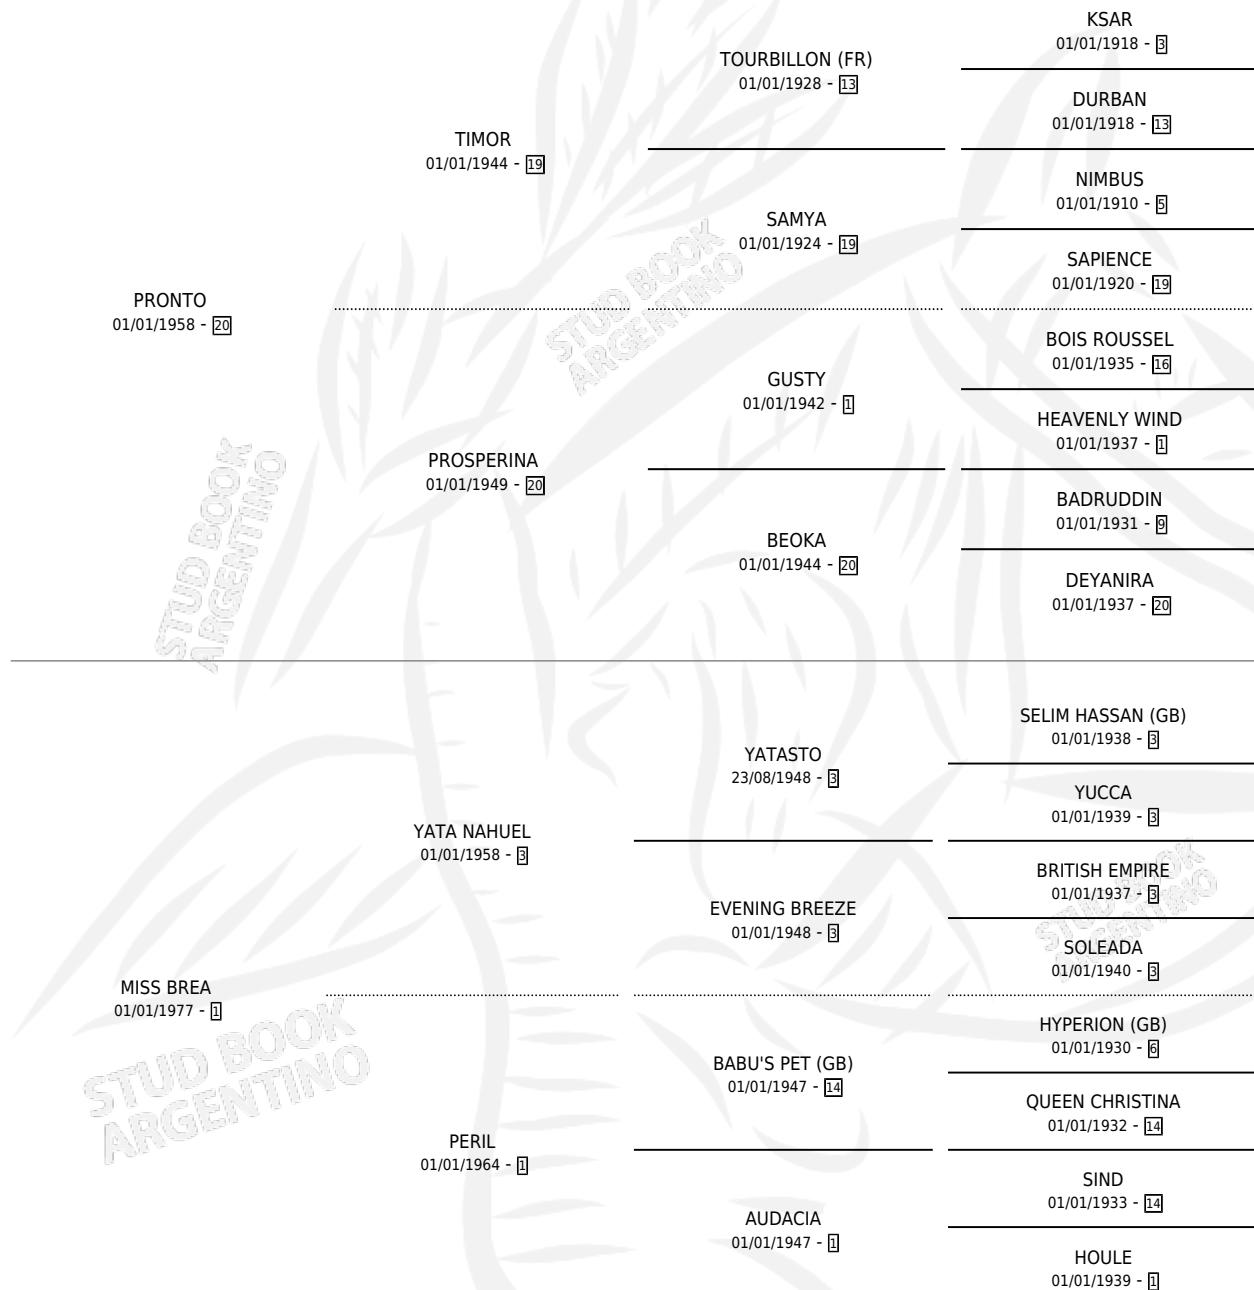 KSAR
01/01/1918 - 3
TOURBILLON (FR)
01/01/1928 - 13
DURBAN
01/01/1918 - 13
TIMOR
01/01/1944 - 19
NIMBUS
01/01/1910 - 5
SAMYA
01/01/1924 - 19
SAPIENCE
01/01/1920 - 19
PRONTO
01/01/1958 - 20
BOIS ROUSSEL
01/01/1935 - 16
GUSTY
01/01/1942 - 1
HEAVENLY WIND
01/01/1937 - 1
PROSPERINA
01/01/1949 - 20
BADRUDDIN
01/01/1931 - 9
BEOKA
01/01/1944 - 20
DEYANIRA
01/01/1937 - 20
SELIM HASSAN (GB)
01/01/1938 - 3
YATASTO
23/08/1948 - 3
YUCCA
01/01/1939 - 3
YATA NAHUEL
01/01/1958 - 3
BRITISH EMPIRE
01/01/1937 - 3
EVENING BREEZE
01/01/1948 - 3
SOLEADA
01/01/1940 - 3
MISS BREA
01/01/1977 - 1
HYPERION (GB)
01/01/1930 - 6
BABU'S PET (GB)
01/01/1947 - 14
QUEEN CHRISTINA
01/01/1932 - 14
PERIL
01/01/1964 - 1
SIND
01/01/1933 - 14
AUDACIA
01/01/1947 - 1
HOULE
01/01/1939 - 1
STUD BOOK
ARGENTINO
STUD BOOK
ARGENTINO
STUD BOOK
ARGENTINO
STUD BOOK
ARGENTINO